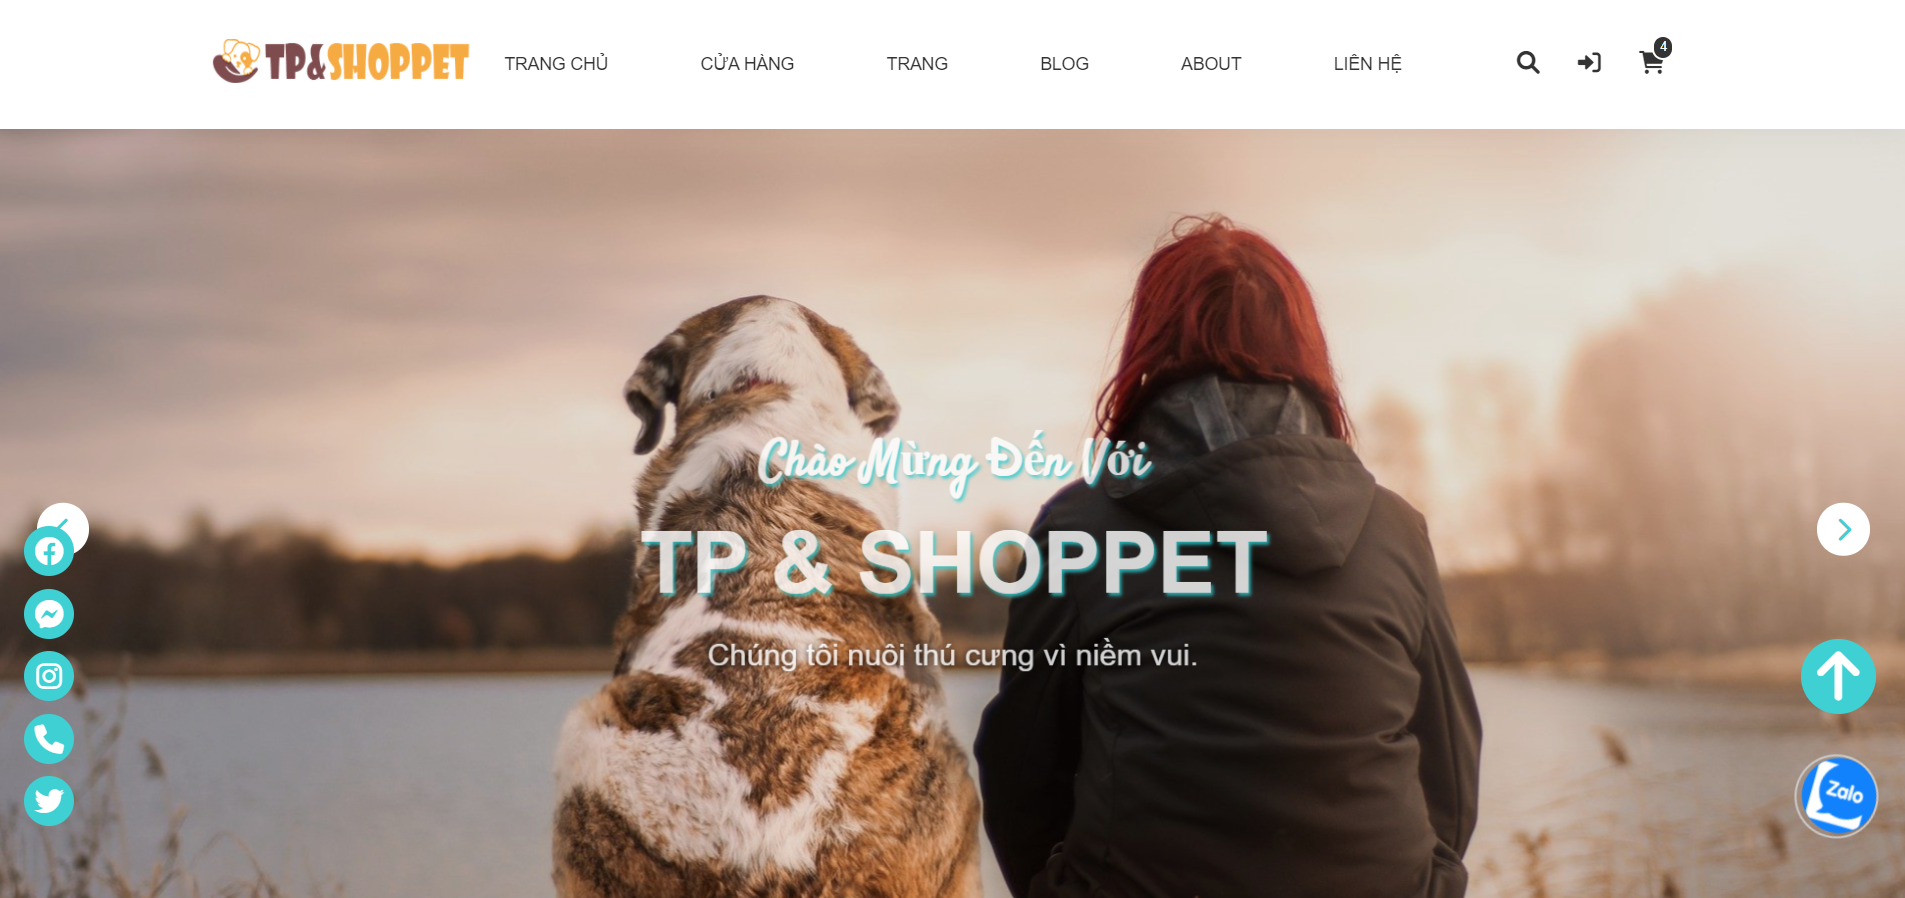 TP&SHOPPET
TRANG CHỦ
CỬA HÀNG
TRANG
BLOG
ABOUT
LIÊN HỆ
4
Chào Mừng Đến Với
TP & SHOPPET
Chúng tôi nuôi thú cưng vì niềm vui.
Zalo